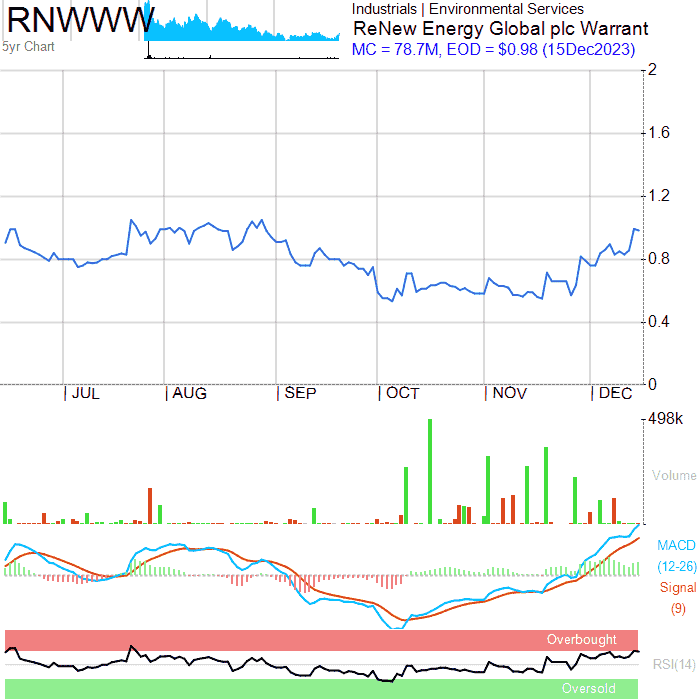 RNWWW
5yr Chart
Industrials | Environmental Services
ReNew Energy Global plc Warrant
MC = 78.7M, EOD = $0.98 (15Dec2023)
2
1.6
1.2
0.8
0.4
0
| JUL | AUG | SEP | OCT | NOV | DEC
498k
Volume
MACD
(12-26)
Signal
(9)
Overbought
RSI(14)
Oversold